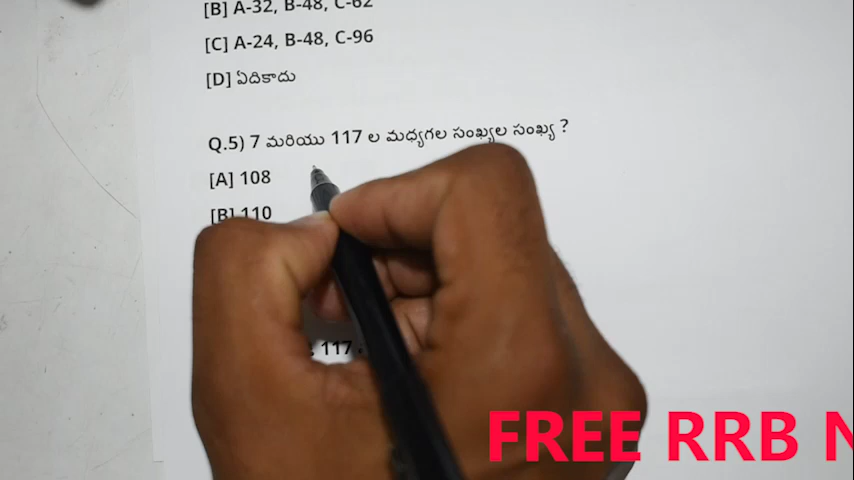 [B] A-32, B-48, C-62
[C] A-24, B-48, C-96
[D] ఏదికాదు
Q.5) 7 మరియు 117 ల మధ్యగల సంఖ్యల సంఖ్య ?
[A] 108
[B] 110
117
FREE RRB N